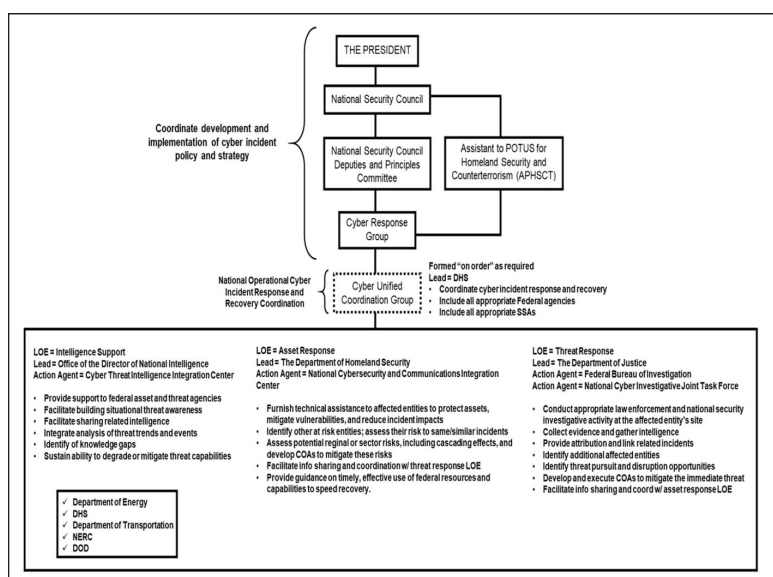 THE PRESIDENT
National Security Council
Coordinate development and
implementation of cyber incident
policy and strategy
National Security Council
Deputies and Principles
Committee
Assistant to POTUS for
Homeland Security and
Counterterrorism (APHSCT)
Cyber Response
Group
National Operational Cyber
Incident Response and
Recovery Coordination
Cyber Unified
Coordination Group
Formed "on order" as required
Lead = DHS
• Coordinate cyber incident response and recovery
• Include all appropriate Federal agencies
• Include all appropriate SSAs
LOE = Intelligence Support
Lead = Office of the Director of National Intelligence
Action Agent = Cyber Threat Intelligence Integration Center
• Provide support to federal asset and threat agencies
• Facilitate building situational threat awareness
• Facilitate sharing related intelligence
• Integrate analysis of threat trends and events
• Identify of knowledge gaps
• Sustain ability to degrade or mitigate threat capabilities
✓ Department of Energy
✓ DHS
✓ Department of Transportation
✓ NERC
✓ DOD
LOE = Asset Response
Lead = The Department of Homeland Security
Action Agent = National Cybersecurity and Communications Integration
Center
• Furnish technical assistance to affected entities to protect assets,
mitigate vulnerabilities, and reduce incident impacts
• Identify other at risk entities; assess their risk to same/similar incidents
• Assess potential reginal or sector risks, including cascading effects, and
develop COAs to mitigate these risks
• Facilitate info sharing and coordination w/ threat response LOE
• Provide guidance on timely, effective use of federal resources and
capabilities to speed recovery.
LOE = Threat Response
Lead = The Department of Justice
Action Agent = Federal Bureau of Investigation
Action Agent = National Cyber Investigative Joint Task Force
• Conduct appropriate law enforcement and national security
investigative activity at the affected entity's site
• Collect evidence and gather intelligence
• Provide attribution and link related incidents
• Identify additional affected entities
• Identify threat pursuit and disruption opportunities
• Develop and execute COAs to mitigate the immediate threat
• Facilitate info sharing and coord w/ asset response LOE